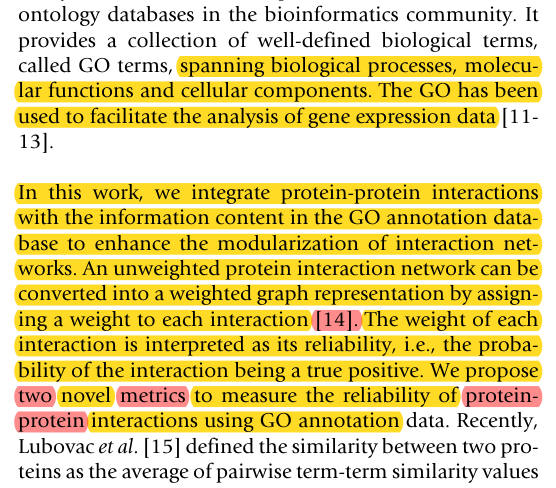 ontology databases in the bioinformatics community. It
provides a collection of well-defined biological terms,
called GO terms, spanning biological processes, molecu-
lar functions and cellular components. The GO has been
used to facilitate the analysis of gene expression data [11-
13].
In this work, we integrate protein-protein interactions
with the information content in the GO annotation data-
base to enhance the modularization of interaction net-
works. An unweighted protein interaction network can be
converted into a weighted graph representation by assign-
ing a weight to each interaction [14]. The weight of each
interaction is interpreted as its reliability, i.e., the proba-
bility of the interaction being a true positive. We propose
two novel metrics to measure the reliability of protein-
protein interactions using GO annotation data. Recently,
Lubovac et al. [15] defined the similarity between two pro-
teins as the average of pairwise term-term similarity values